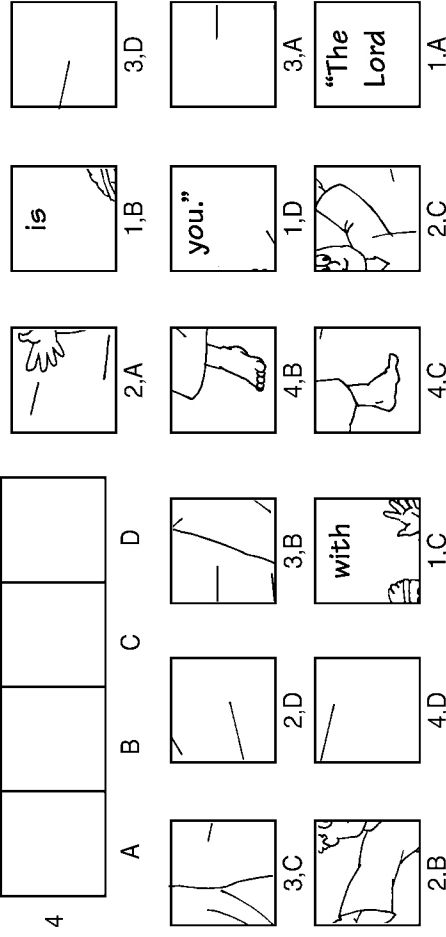 4
is
A B C D 2,A 1,B 3,D
you.”
3,C 2,D 3,B 4,B 1,D 3,A
with
“The
Lord
2,B 4,D 1,C 4,C 2,C 1,A